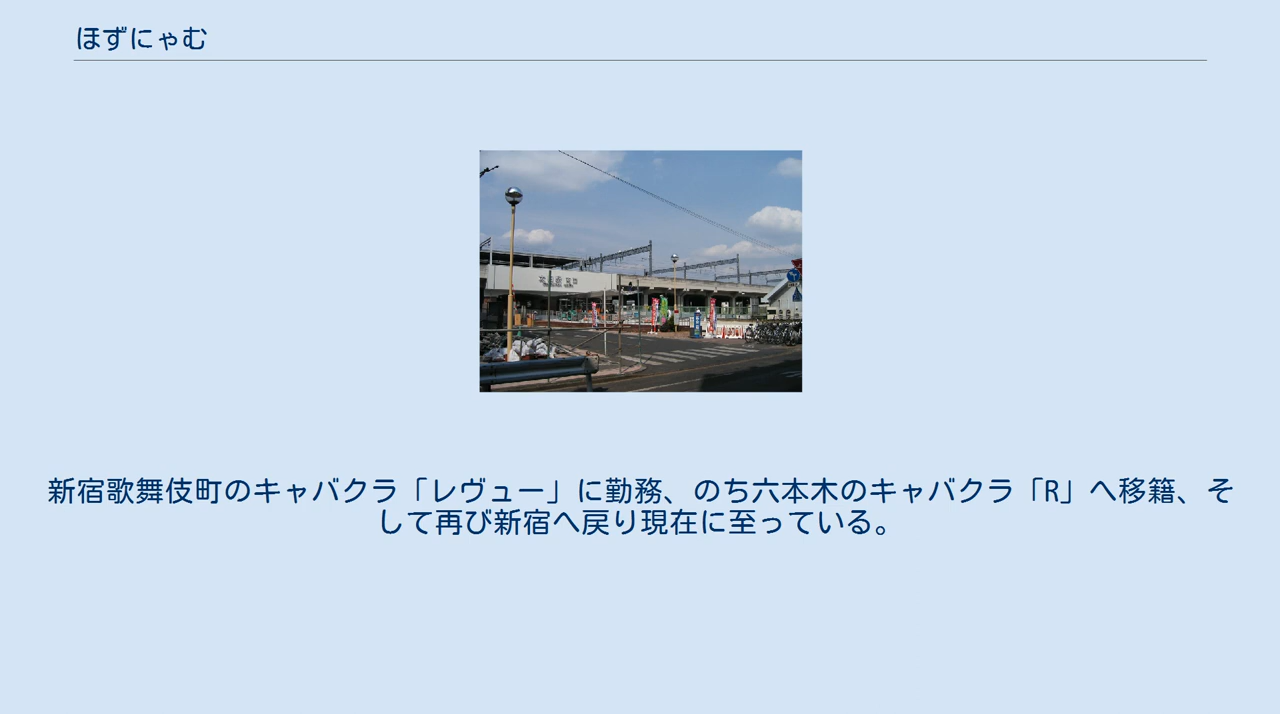 ほずにゃむ
新宿歌舞伎町のキャバクラ「レヴュー」に勤務、のち六本木のキャバクラ「R」へ移籍、そ
して再び新宿へ戻り現在に至っている。